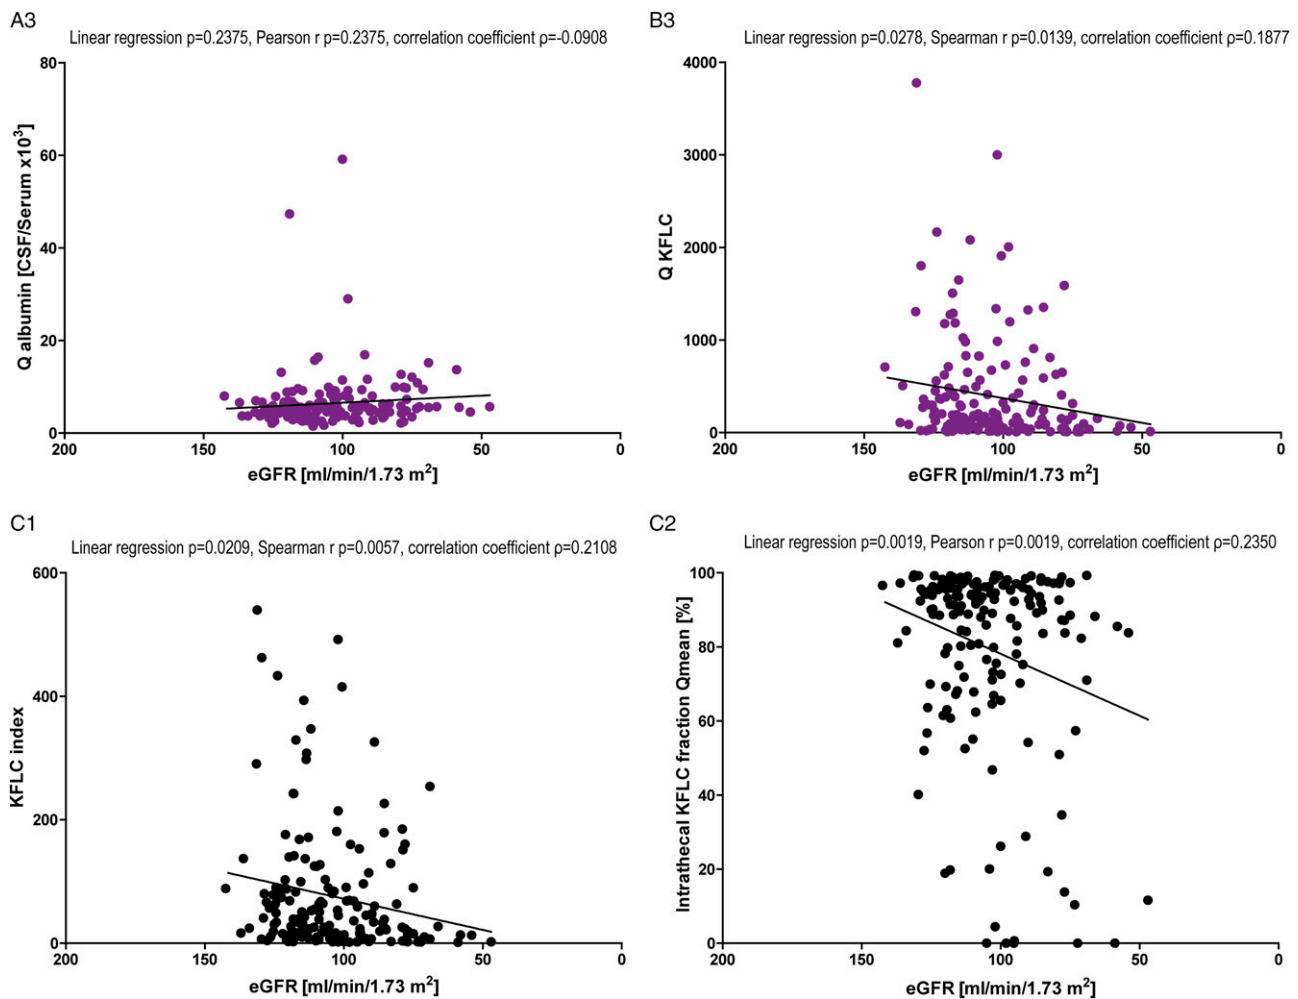 A3
Linear regression p=0.2375, Pearson r p=0.2375, correlation coefficient ρ=-0.0908
80
60
40
20
0
Q albumin [CSF/Serum x10³]
200
150
100
50
0
eGFR [ml/min/1.73 m²]
B3
Linear regression p=0.0278, Spearman r p=0.0139, correlation coefficient ρ=0.1877
4000
3000
2000
1000
0
Q KFLC
200
150
100
50
0
eGFR [ml/min/1.73 m²]
C1
Linear regression p=0.0209, Spearman r p=0.0057, correlation coefficient ρ=0.2108
600
400
200
0
KFLC index
200
150
100
50
0
eGFR [ml/min/1.73 m²]
C2
Linear regression p=0.0019, Pearson r p=0.0019, correlation coefficient ρ=0.2350
100
80
60
40
20
0
Intrathecal KFLC fraction Qmean [%]
200
150
100
50
0
eGFR [ml/min/1.73 m²]